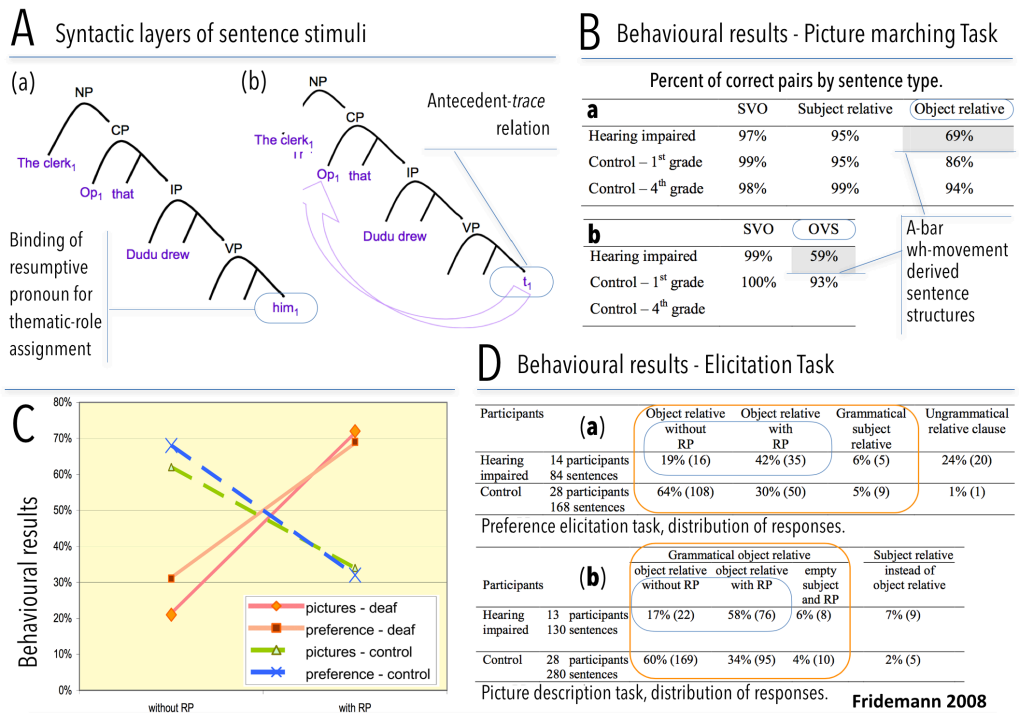 A Syntactic layers of sentence stimuli
(a)
NP
CP
The clerk1
Op1 that
IP
Dudu drew
VP
him1
Binding of
resumptive
pronoun for
thematic-role
assignment
(b)
NP
CP
The clerk1
Op1 that
IP
Dudu drew
VP
t1
Antecedent-trace
relation
B Behavioural results - Picture marching Task
Percent of correct pairs by sentence type.
a SVO Subject relative Object relative
Hearing impaired 97% 95% 69%
Control – 1st grade 99% 95% 86%
Control – 4th grade 98% 99% 94%
b SVO OVS
Hearing impaired 99% 59%
Control – 1st grade 100% 93%
Control – 4th grade
A-bar
wh-movement
derived
sentence
structures
C
Behavioural results
80%
70%
60%
50%
40%
30%
20%
10%
0%
without RP with RP
pictures - deaf
preference - deaf
pictures - control
preference - control
D Behavioural results - Elicitation Task
(a)
Participants Object relative Object relative Grammatical Ungrammatical
without with subject relative clause
RP RP relative
Hearing 14 participants 19% (16) 42% (35) 6% (5) 24% (20)
impaired 84 sentences
Control 28 participants 64% (108) 30% (50) 5% (9) 1% (1)
168 sentences
Preference elicitation task, distribution of responses.
(b)
Grammatical object relative Subject relative
object relative object relative empty instead of
Participants without RP with RP subject object relative
and RP
Hearing 13 participants 17% (22) 58% (76) 6% (8) 7% (9)
impaired 130 sentences
Control 28 participants 60% (169) 34% (95) 4% (10) 2% (5)
280 sentences
Picture description task, distribution of responses.
Fridemann 2008